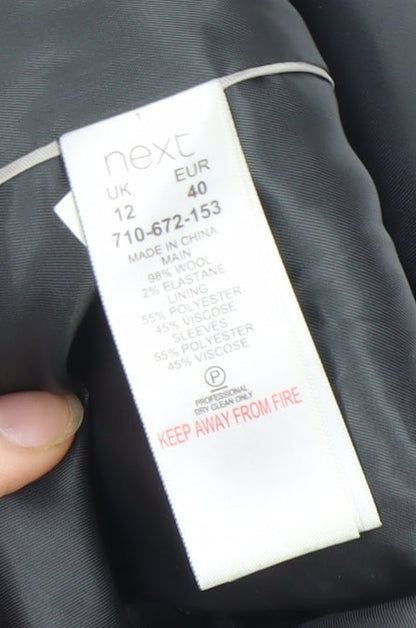 next
UK EUR
12 40
710-672-153
MADE IN CHINA
MAIN
98% WOOL
2% ELASTANE
LINING
55% POLYESTER
45% VISCOSE
SLEEVES
55% POLYESTER
45% VISCOSE
P
PROFESSIONAL
DRY CLEAN ONLY
KEEP AWAY FROM FIRE